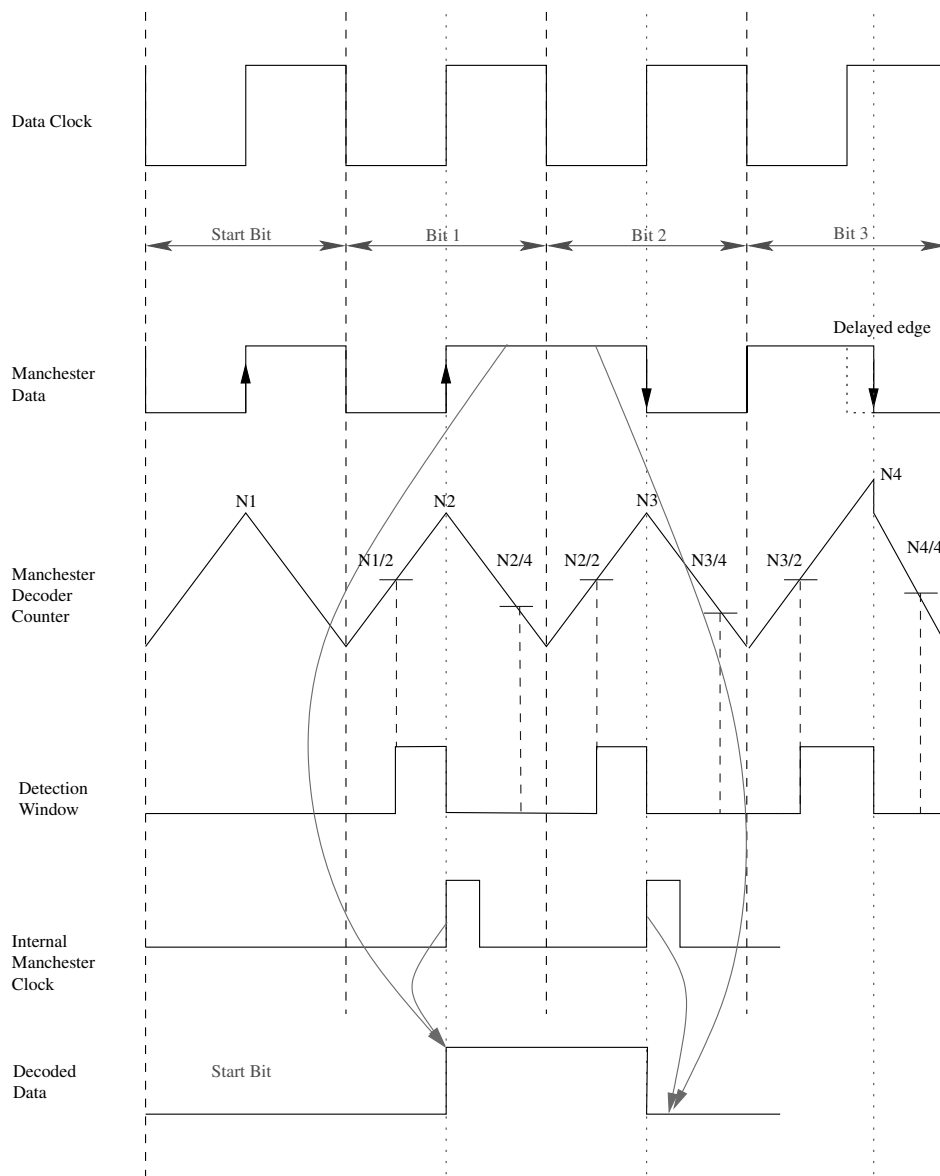 Data Clock
Start Bit
Bit 1
Bit 2
Bit 3
Delayed edge
Manchester
Data
N1
N2
N3
N4
N1/2
N2/4
N2/2
N3/4
N3/2
N4/4
Manchester
Decoder
Counter
Detection
Window
Internal
Manchester
Clock
Decoded
Data
Start Bit